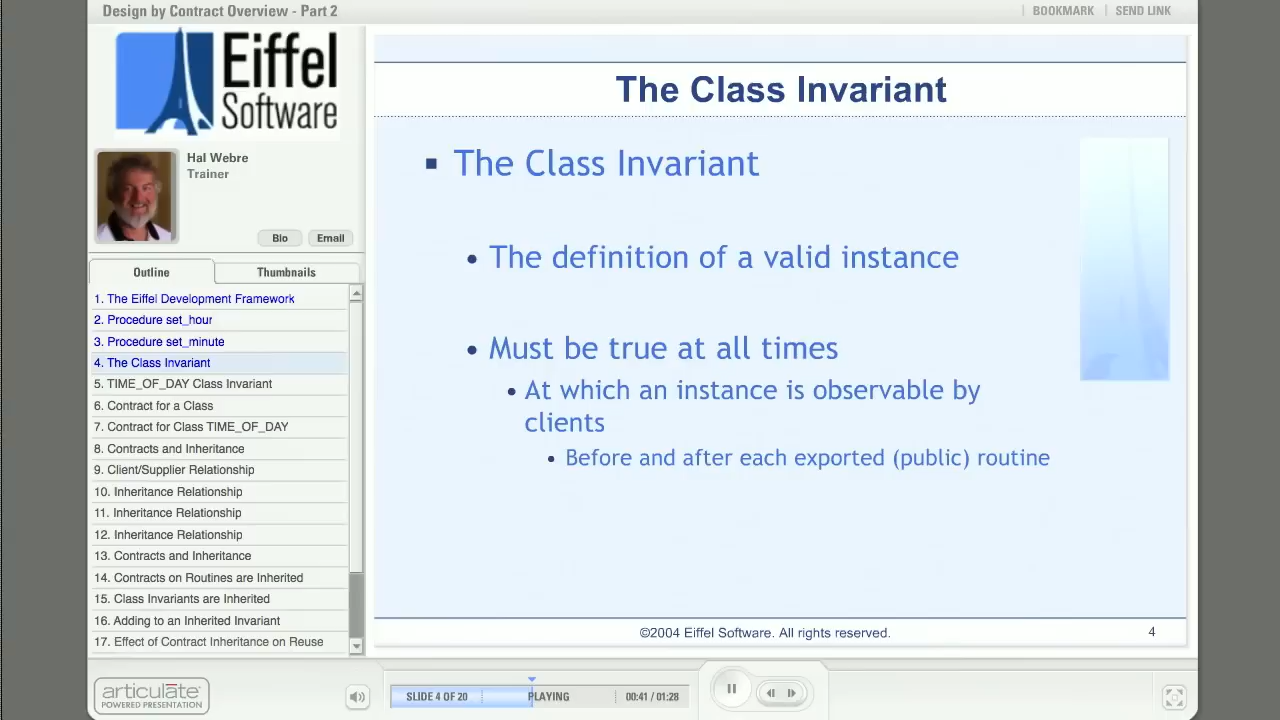 Design by Contract Overview - Part 2
BOOKMARK
SEND LINK
Eiffel
Software
Hal Webre
Trainer
Bio
Email
Outline
Thumbnails
1. The Eiffel Development Framework
2. Procedure set_hour
3. Procedure set_minute
4. The Class Invariant
5. TIME_OF_DAY Class Invariant
6. Contract for a Class
7. Contract for Class TIME_OF_DAY
8. Contracts and Inheritance
9. Client/Supplier Relationship
10. Inheritance Relationship
11. Inheritance Relationship
12. Inheritance Relationship
13. Contracts and Inheritance
14. Contracts on Routines are Inherited
15. Class Invariants are Inherited
16. Adding to an Inherited Invariant
17. Effect of Contract Inheritance on Reuse
The Class Invariant
▪ The Class Invariant
• The definition of a valid instance
• Must be true at all times
• At which an instance is observable by
clients
• Before and after each exported (public) routine
©2004 Eiffel Software. All rights reserved.
4
articulate
POWERED PRESENTATION
SLIDE 4 OF 20
PLAYING
00:41 / 01:28